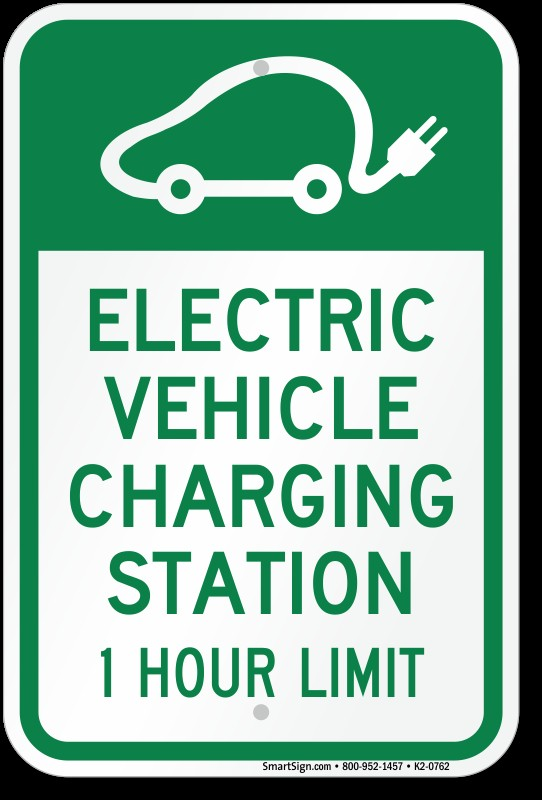 ELECTRIC
VEHICLE
CHARGING
STATION
1 HOUR LIMIT
SmartSign.com • 800-952-1457 • K2-0762